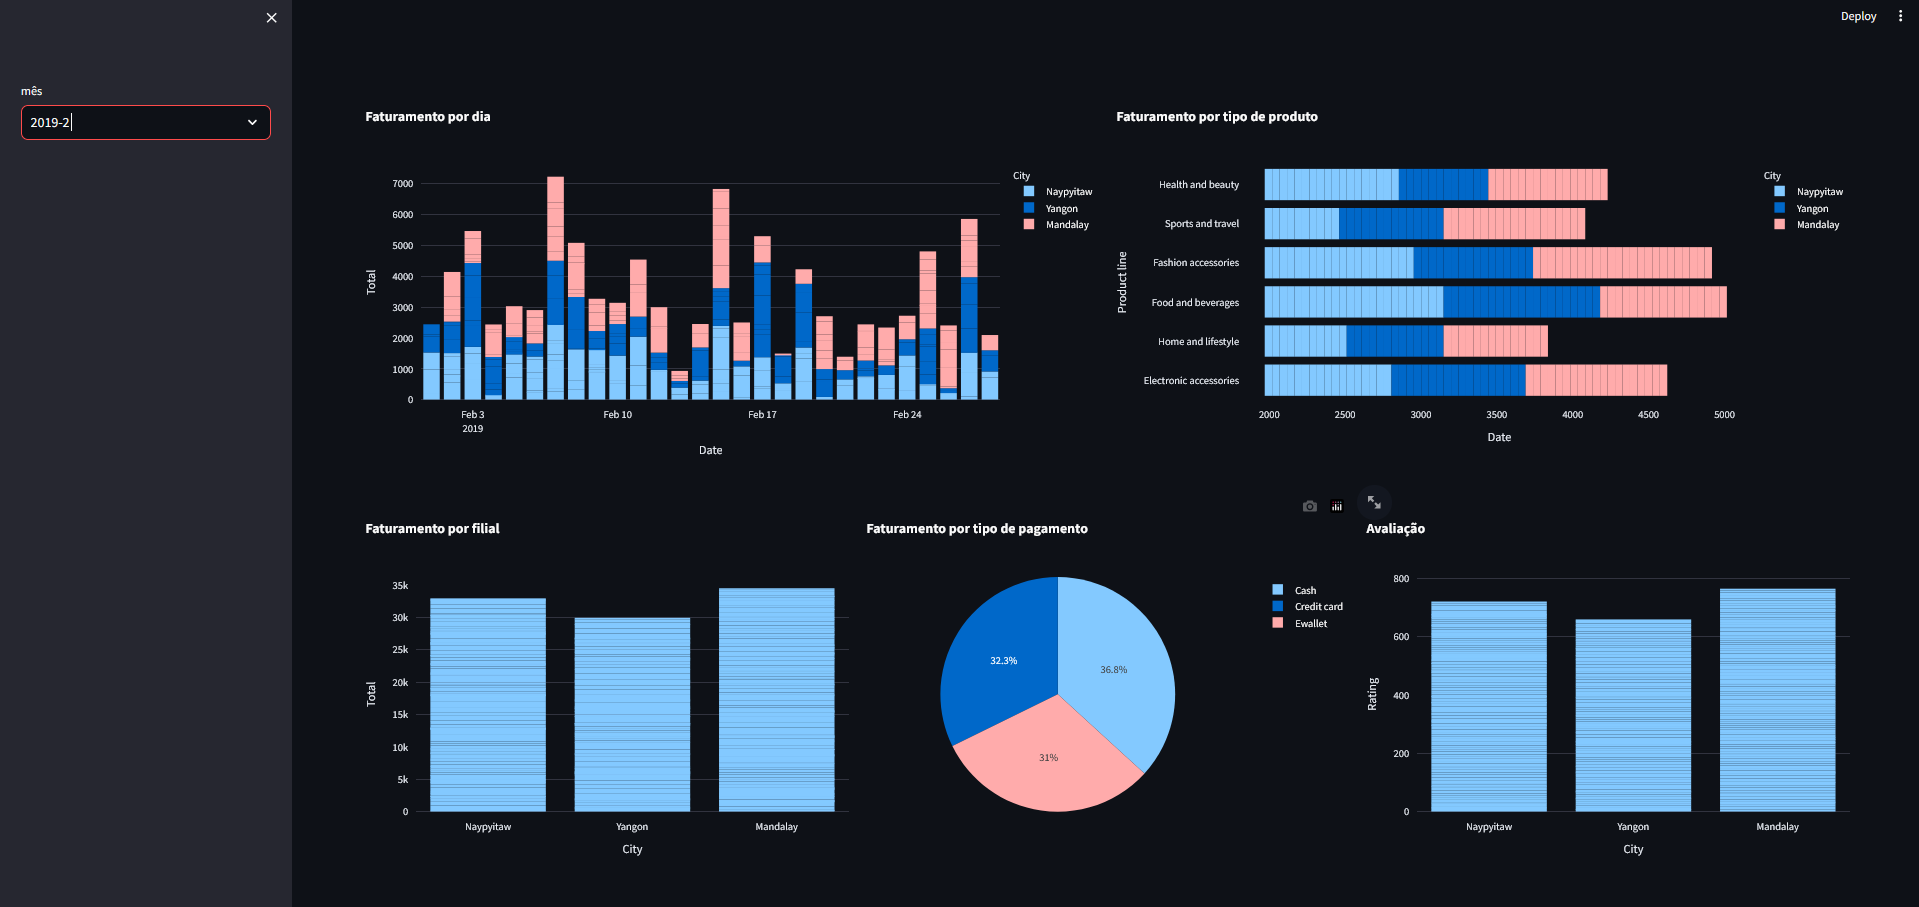 Deploy
mês
2019-2
Faturamento por dia
7000
6000
5000
4000
3000
2000
1000
0
Total
Feb 3
2019
Feb 10
Feb 17
Feb 24
Date
City
Naypyitaw
Yangon
Mandalay
Faturamento por tipo de produto
Health and beauty
Sports and travel
Fashion accessories
Food and beverages
Home and lifestyle
Electronic accessories
Product line
2000
2500
3000
3500
4000
4500
5000
Date
City
Naypyitaw
Yangon
Mandalay
Faturamento por filial
35k
30k
25k
20k
15k
10k
5k
0
Total
Naypyitaw
Yangon
Mandalay
City
Faturamento por tipo de pagamento
32.3%
36.8%
31%
Cash
Credit card
Ewallet
Avaliação
800
600
400
200
0
Rating
Naypyitaw
Yangon
Mandalay
City